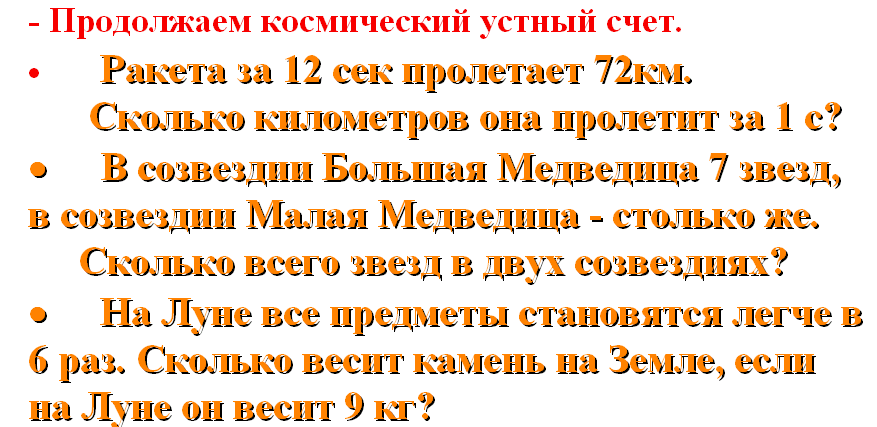 - Продолжаем космический устный счет.
• Ракета за 12 сек пролетает 72км.
Сколько километров она пролетит за 1 с?
• В созвездии Большая Медведица 7 звезд,
в созвездии Малая Медведица - столько же.
Сколько всего звезд в двух созвездиях?
• На Луне все предметы становятся легче в
6 раз. Сколько весит камень на Земле, если
на Луне он весит 9 кг?